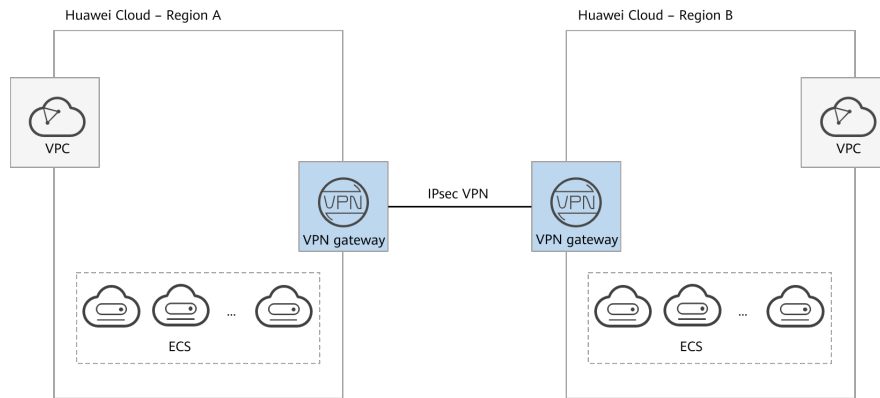 Huawei Cloud – Region A
Huawei Cloud – Region B
VPC
VPC
VPN
IPsec VPN
VPN
VPN gateway
VPN gateway
...
...
ECS
ECS